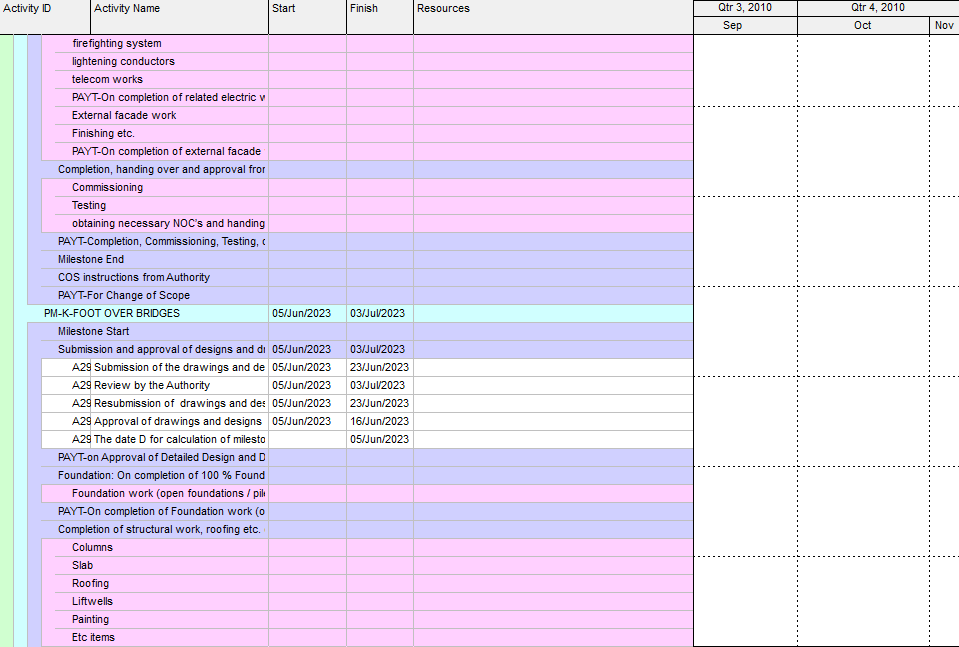 Activity ID Activity Name Start Finish Resources Qtr 3, 2010 Qtr 4, 2010
Sep Oct Nov
firefighting system
lightening conductors
telecom works
PAYT-On completion of related electric w
External facade work
Finishing etc.
PAYT-On completion of external facade
Completion, handing over and approval from
Commissioning
Testing
obtaining necessary NOC's and handing
PAYT-Completion, Commissioning, Testing, c
Milestone End
COS instructions from Authority
PAYT-For Change of Scope
PM-K-FOOT OVER BRIDGES 05/Jun/2023 03/Jul/2023
Milestone Start
Submission and approval of designs and dr 05/Jun/2023 03/Jul/2023
A29 Submission of the drawings and de 05/Jun/2023 23/Jun/2023
A29 Review by the Authority 05/Jun/2023 03/Jul/2023
A29 Resubmission of drawings and des 05/Jun/2023 23/Jun/2023
A29 Approval of drawings and designs 05/Jun/2023 16/Jun/2023
A29 The date D for calculation of milesto 05/Jun/2023
PAYT-on Approval of Detailed Design and D
Foundation: On completion of 100 % Found
Foundation work (open foundations / pil
PAYT-On completion of Foundation work (o
Completion of structural work, roofing etc.
Columns
Slab
Roofing
Liftwells
Painting
Etc items